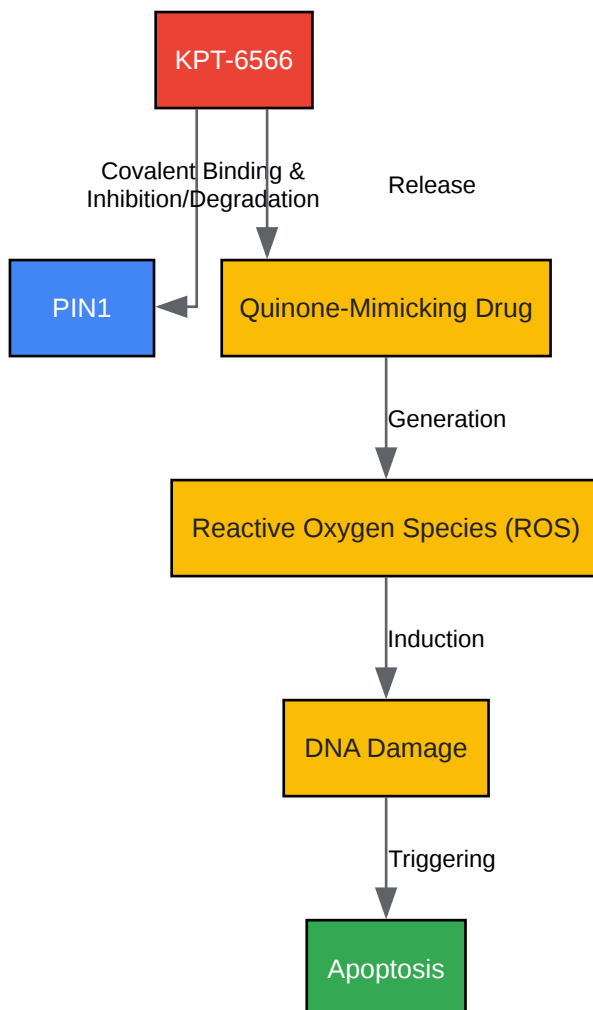 KPT-6566
Covalent Binding &
Inhibition/Degradation
Release
PIN1
Quinone-Mimicking Drug
Generation
Reactive Oxygen Species (ROS)
Induction
DNA Damage
Triggering
Apoptosis